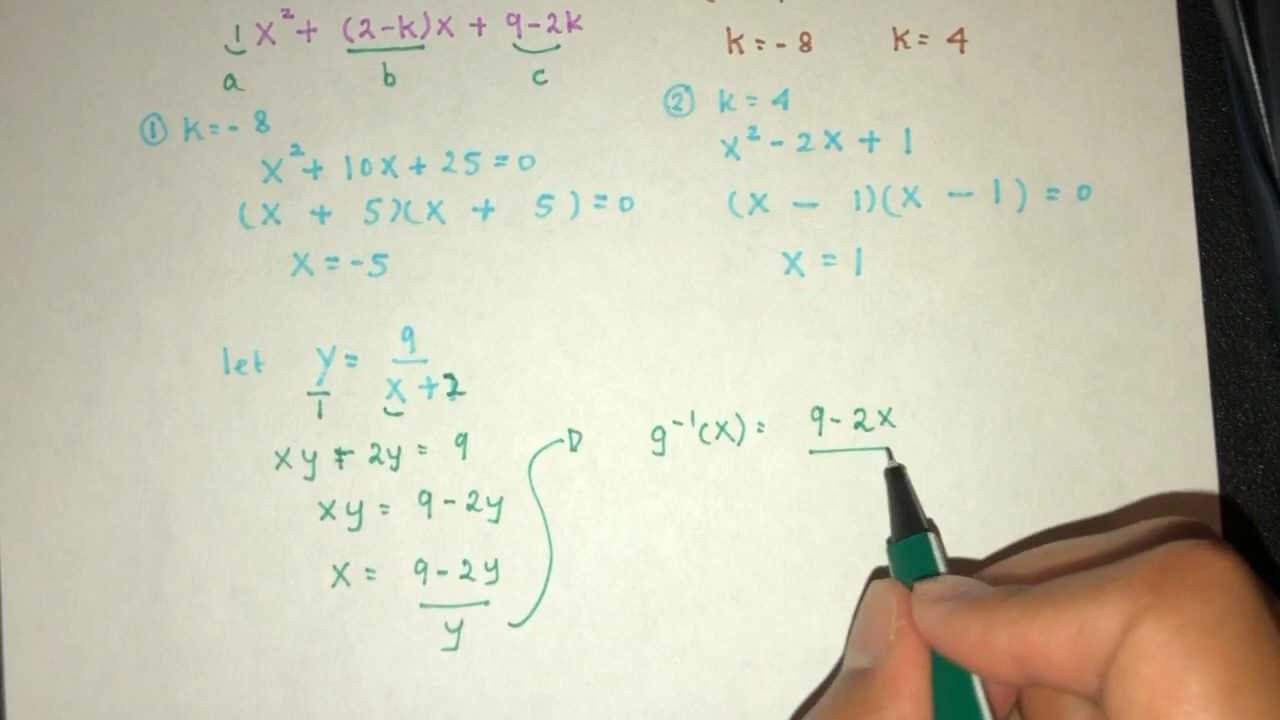 1x² + (2-k)x + 9-2k
a b c
k = -8 k = 4
① k = -8
x² + 10x + 25 = 0
(x + 5)(x + 5) = 0
x = -5
② k = 4
x² - 2x + 1
(x - 1)(x - 1) = 0
x = 1
let y/1 = 9/(x + 2)
xy + 2y = 9
xy = 9 - 2y
x = (9 - 2y)/y
g⁻¹(x) = 9 - 2x